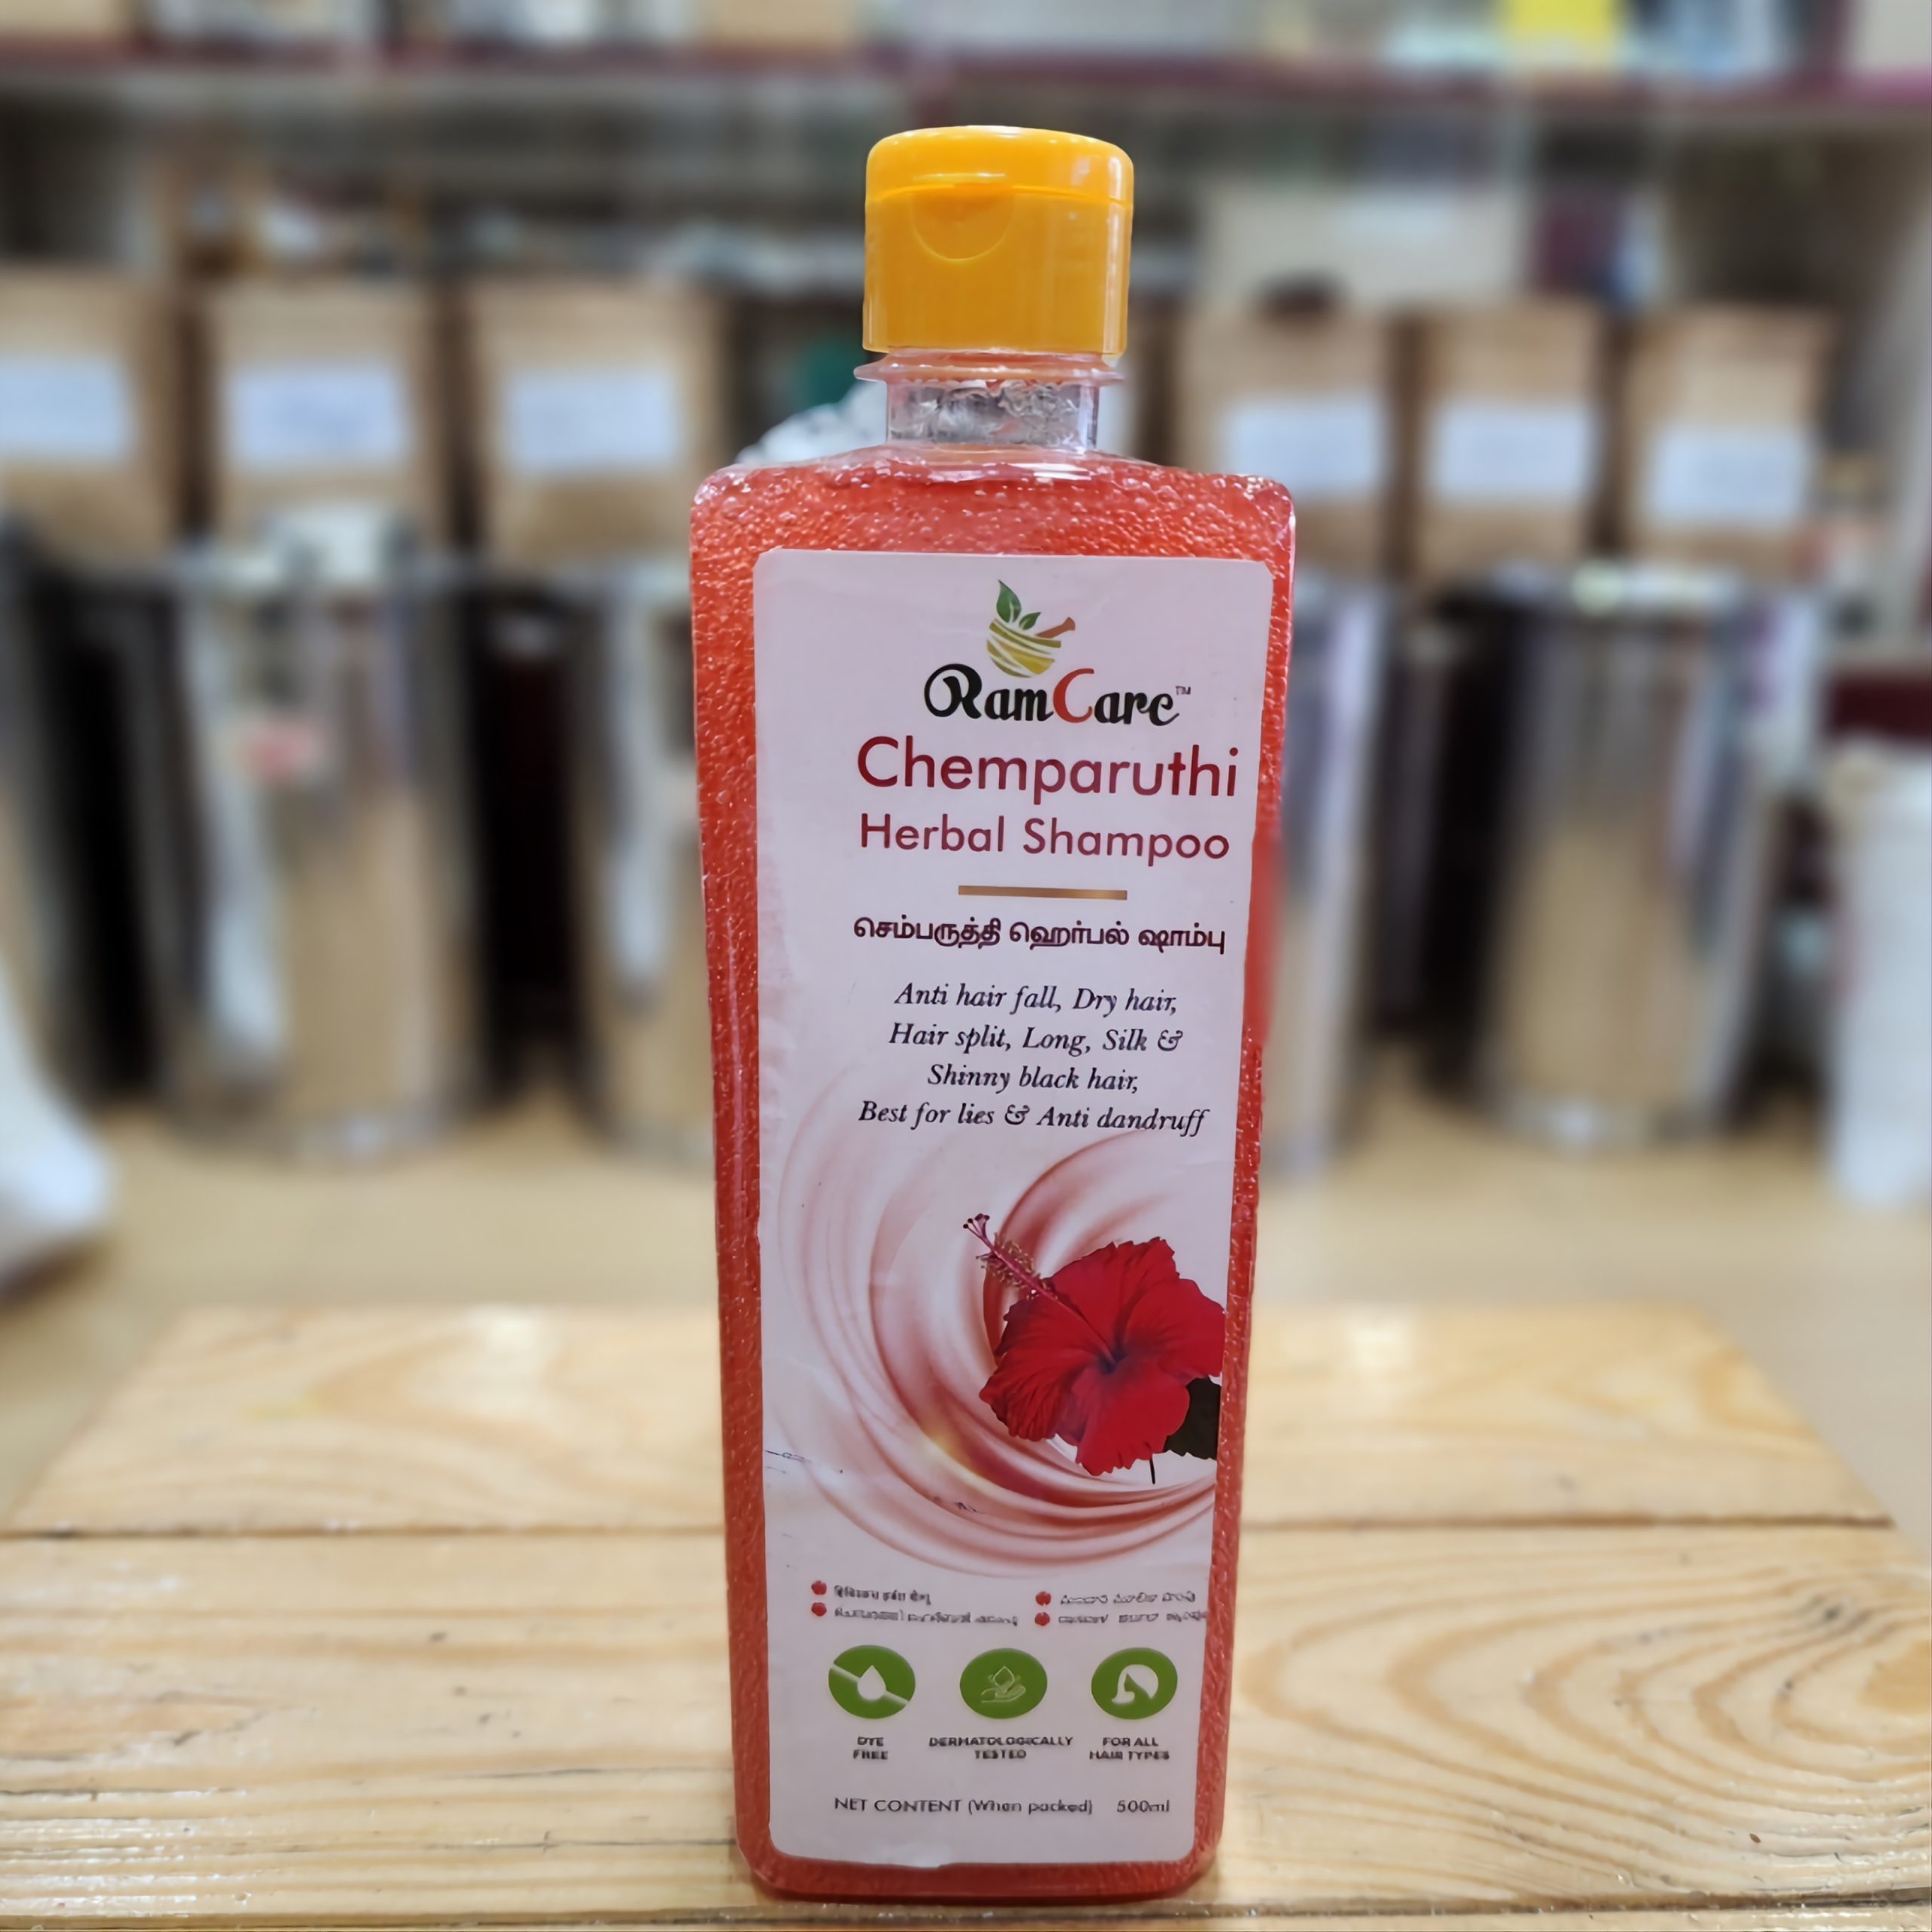 RamCare™
Chemparuthi
Herbal Shampoo
செம்பருத்தி ஹெர்பல் ஷாம்பு
Anti hair fall, Dry hair,
Hair split, Long, Silk &
Shinny black hair,
Best for lies & Anti dandruff
DYE
FREE
DERMATOLOGICALLY
TESTED
FOR ALL
HAIR TYPES
NET CONTENT (When packed) 500ml